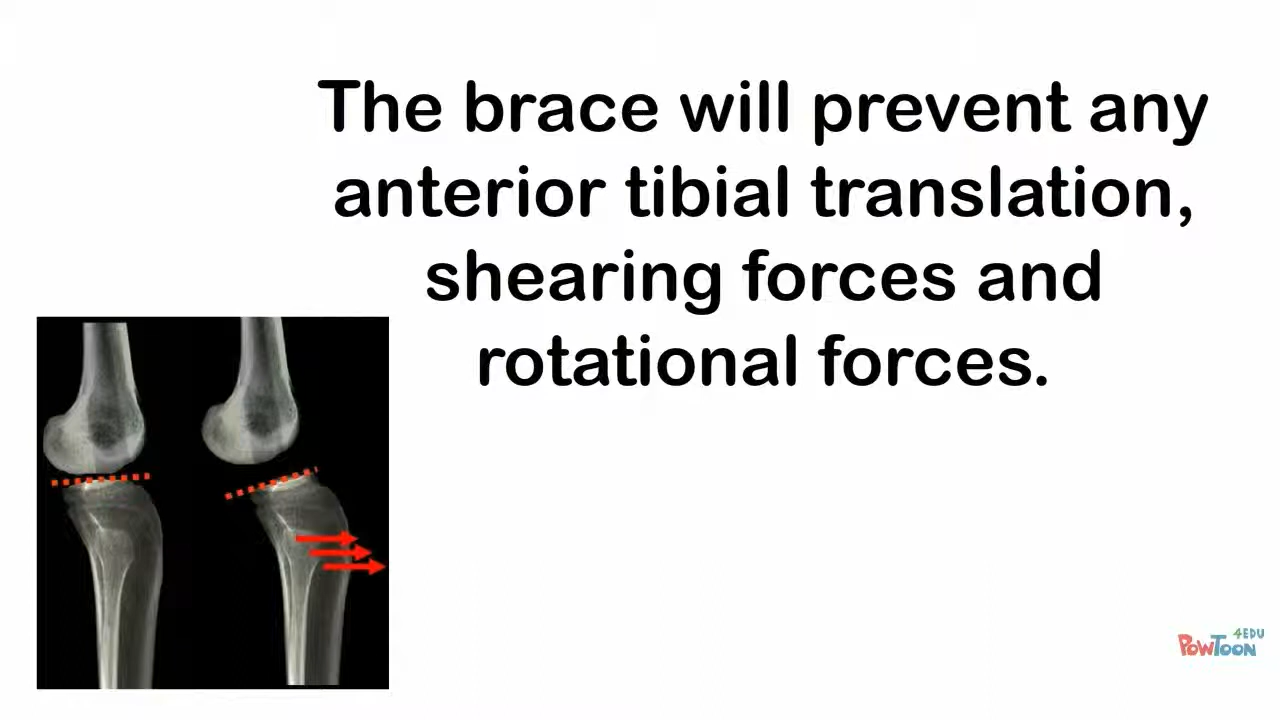 The brace will prevent any
anterior tibial translation,
shearing forces and
rotational forces.
4EDU
POWTOON